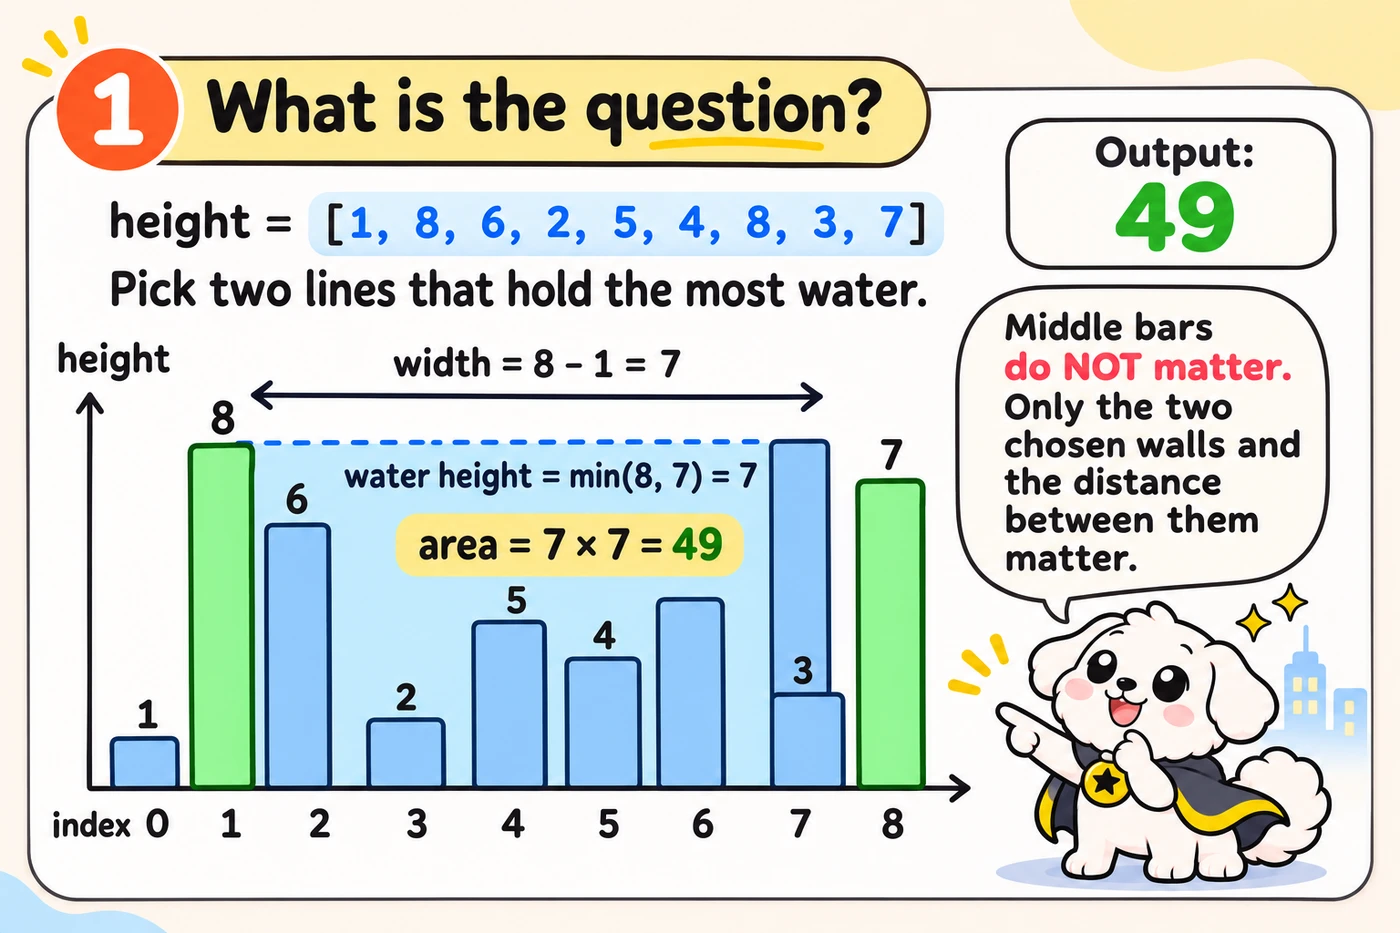 1 What is the question?
height = [1, 8, 6, 2, 5, 4, 8, 3, 7]
Pick two lines that hold the most water.
Output:
49
Middle bars
do NOT matter.
Only the two
chosen walls and
the distance
between them
matter.
height
width = 8 – 1 = 7
8
7
water height = min(8, 7) = 7
6
area = 7 × 7 = 49
5
4
3
2
1
index 0 1 2 3 4 5 6 7 8